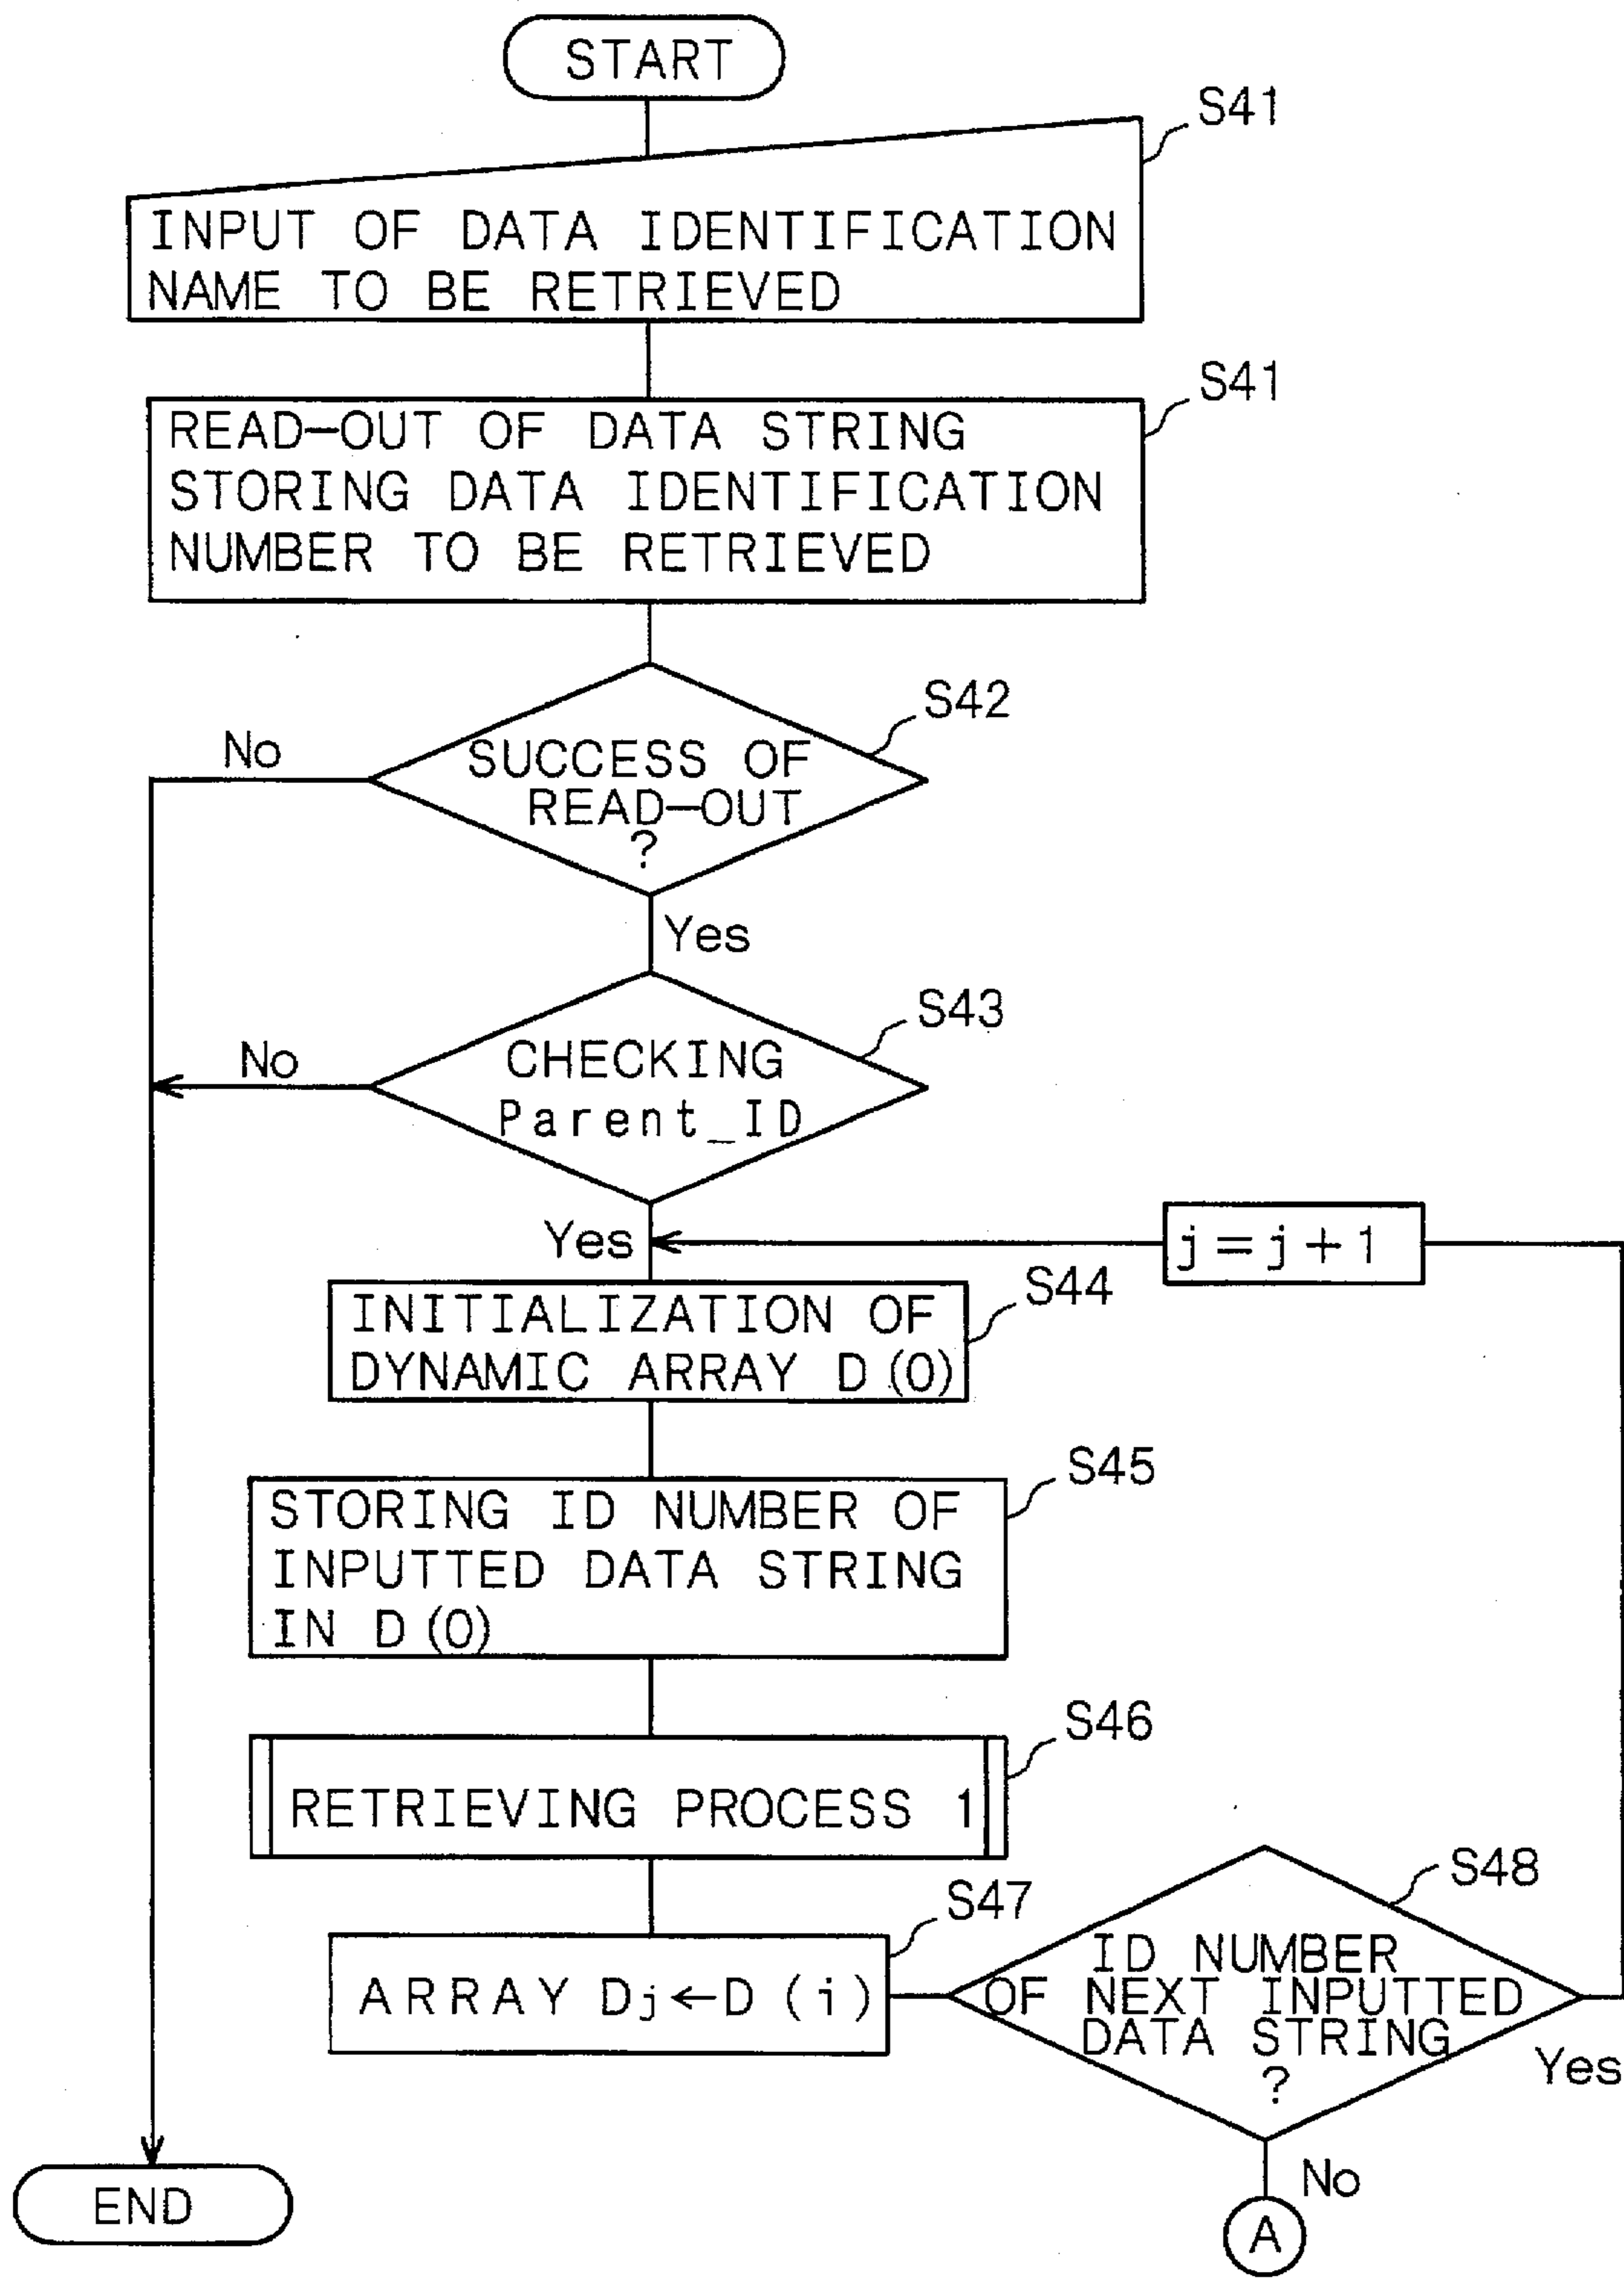 START
S41
INPUT OF DATA IDENTIFICATION
NAME TO BE RETRIEVED
S41
READ-OUT OF DATA STRING
STORING DATA IDENTIFICATION
NUMBER TO BE RETRIEVED
S42
No
SUCCESS OF
READ-OUT
?
Yes
S43
No
CHECKING
Parent_ID
Yes
j=j+1
S44
INITIALIZATION OF
DYNAMIC ARRAY D(0)
S45
STORING ID NUMBER OF
INPUTTED DATA STRING
IN D(0)
S46
RETRIEVING PROCESS 1
S47
ARRAY Dj←D(i)
S48
ID NUMBER
OF NEXT INPUTTED
DATA STRING
?
Yes
No
END
A